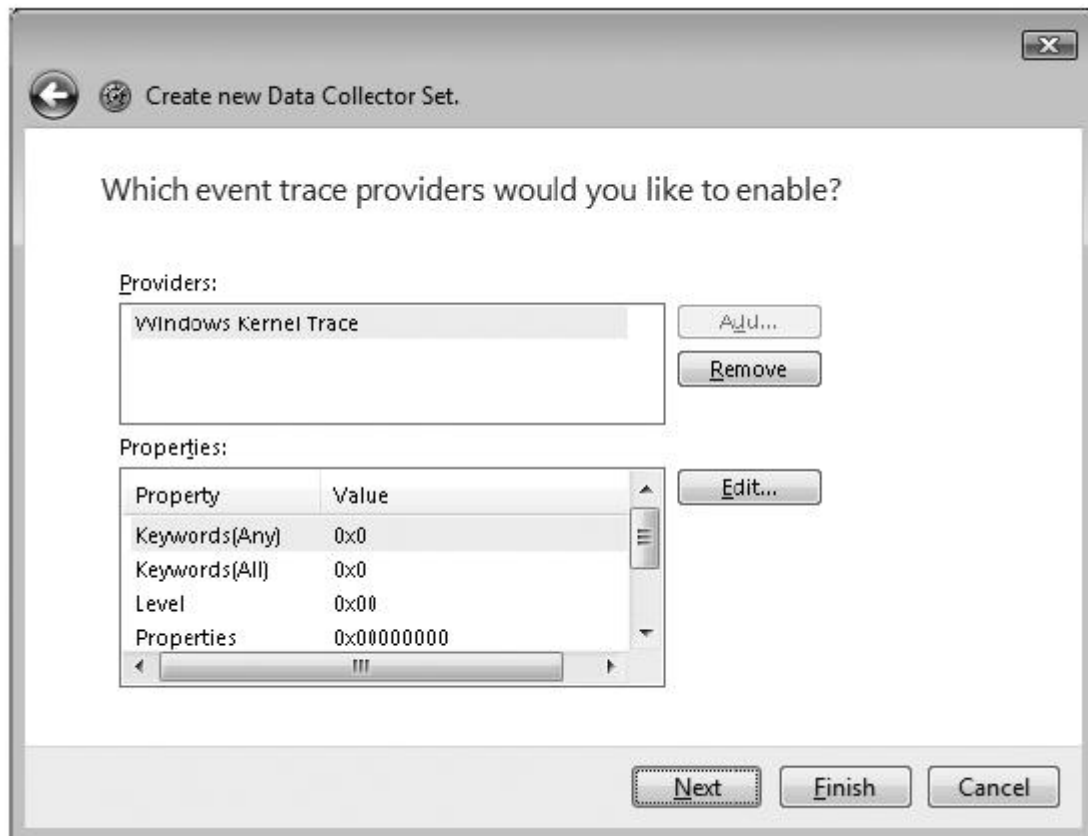 Create new Data Collector Set.
Which event trace providers would you like to enable?
Providers:
Windows Kernel Trace
Add...
Remove
Properties:
Property Value
Edit...
Keywords(Any) 0x0
Keywords(All) 0x0
Level 0x00
Properties 0x00000000
Next Finish Cancel